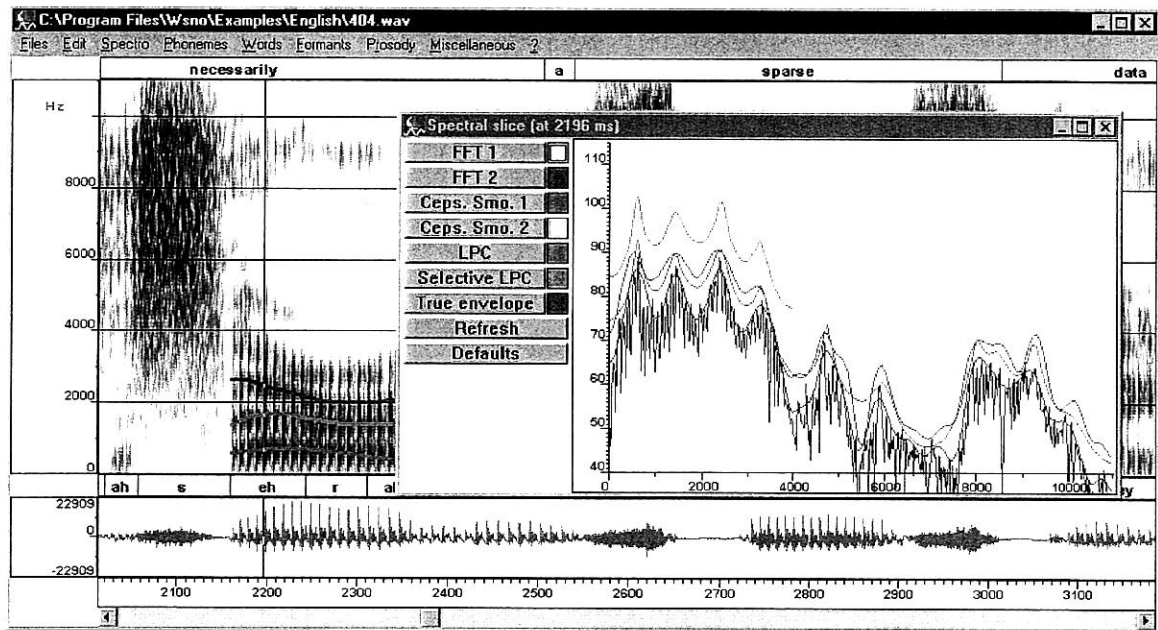 C:\Program Files\Wsno\Examples\English\404.wav
Files Edit Spectro Phonemes Words Formants Prosody Miscellaneous ?
necessarily a sparse data
Hz
8000
6000
4000
2000
0
Spectral slice (at 2196 ms)
FFT 1
FFT 2
Ceps. Smo. 1
Ceps. Smo. 2
LPC
Selective LPC
True envelope
Refresh
Defaults
110
100
90
80
70
60
50
40
0 2000 4000 6000 8000 10000
ah s eh r
22909
0
-22909
2100 2200 2300 2400 2500 2600 2700 2800 2900 3000 3100